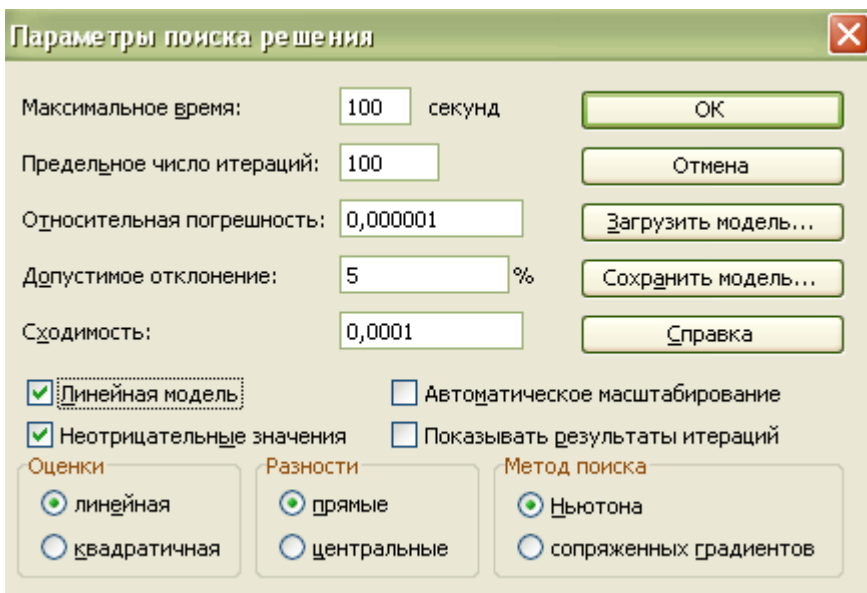 Параметры поиска решения
Максимальное время: 100 секунд OK
Предельное число итераций: 100 Отмена
Относительная погрешность: 0,000001 Загрузить модель...
Допустимое отклонение: 5 % Сохранить модель...
Сходимость: 0,0001 Справка
Линейная модель Автоматическое масштабирование
Неотрицательные значения Показывать результаты итераций
Оценки Разности Метод поиска
линейная прямые Ньютона
квадратичная центральные сопряженных градиентов